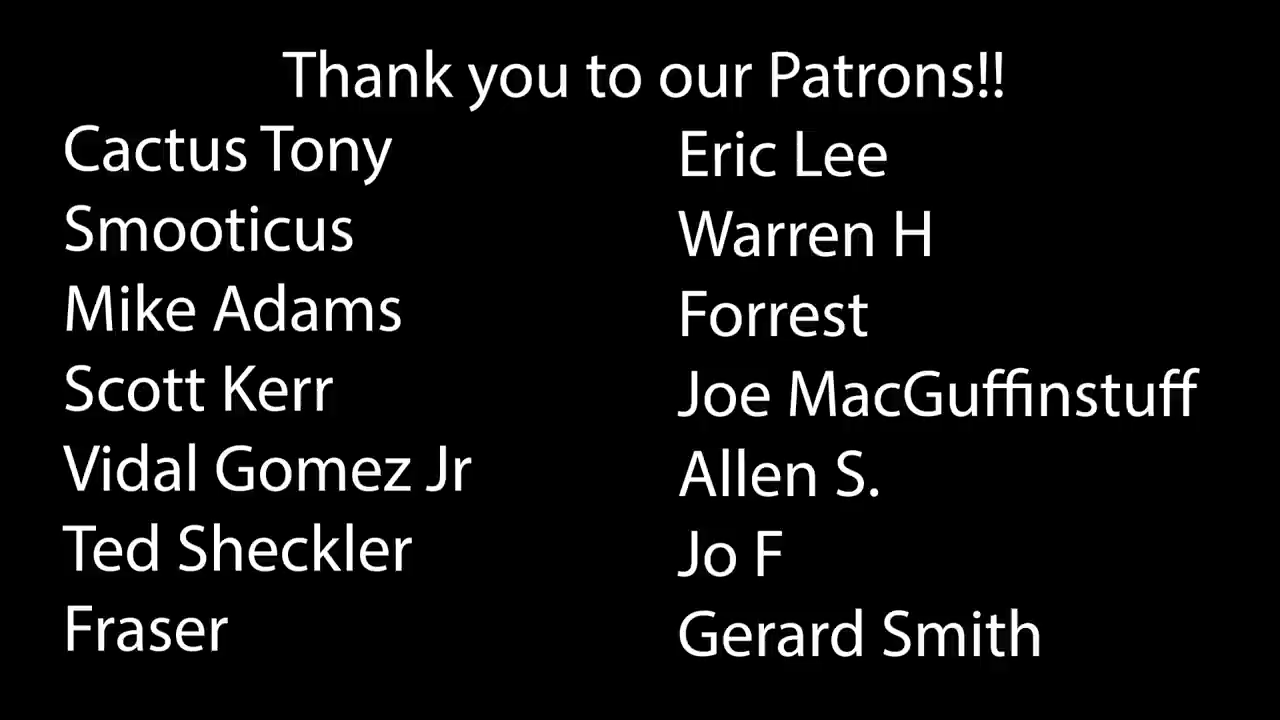 Thank you to our Patrons!!
Cactus Tony
Smooticus
Mike Adams
Scott Kerr
Vidal Gomez Jr
Ted Sheckler
Fraser
Eric Lee
Warren H
Forrest
Joe MacGuffinstuff
Allen S.
Jo F
Gerard Smith